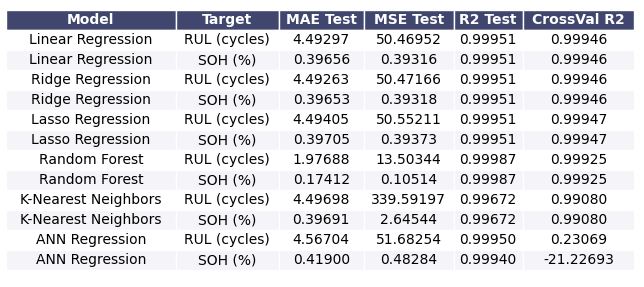 Model Target MAE Test MSE Test R2 Test CrossVal R2
Linear Regression RUL (cycles) 4.49297 50.46952 0.99951 0.99946
Linear Regression SOH (%) 0.39656 0.39316 0.99951 0.99946
Ridge Regression RUL (cycles) 4.49263 50.47166 0.99951 0.99946
Ridge Regression SOH (%) 0.39653 0.39318 0.99951 0.99946
Lasso Regression RUL (cycles) 4.49405 50.55211 0.99951 0.99947
Lasso Regression SOH (%) 0.39705 0.39373 0.99951 0.99947
Random Forest RUL (cycles) 1.97688 13.50344 0.99987 0.99925
Random Forest SOH (%) 0.17412 0.10514 0.99987 0.99925
K-Nearest Neighbors RUL (cycles) 4.49698 339.59197 0.99672 0.99080
K-Nearest Neighbors SOH (%) 0.39691 2.64544 0.99672 0.99080
ANN Regression RUL (cycles) 4.56704 51.68254 0.99950 0.23069
ANN Regression SOH (%) 0.41900 0.48284 0.99940 -21.22693